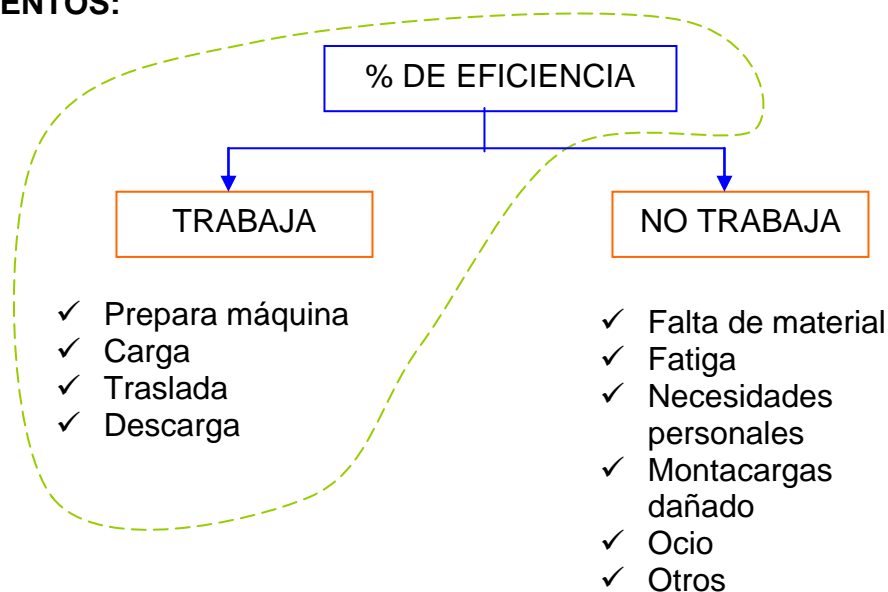 ENTOS:
% DE EFICIENCIA
TRABAJA
✓ Prepara máquina
✓ Carga
✓ Traslada
✓ Descarga
NO TRABAJA
✓ Falta de material
✓ Fatiga
✓ Necesidades
personales
✓ Montacargas
dañado
✓ Ocio
✓ Otros